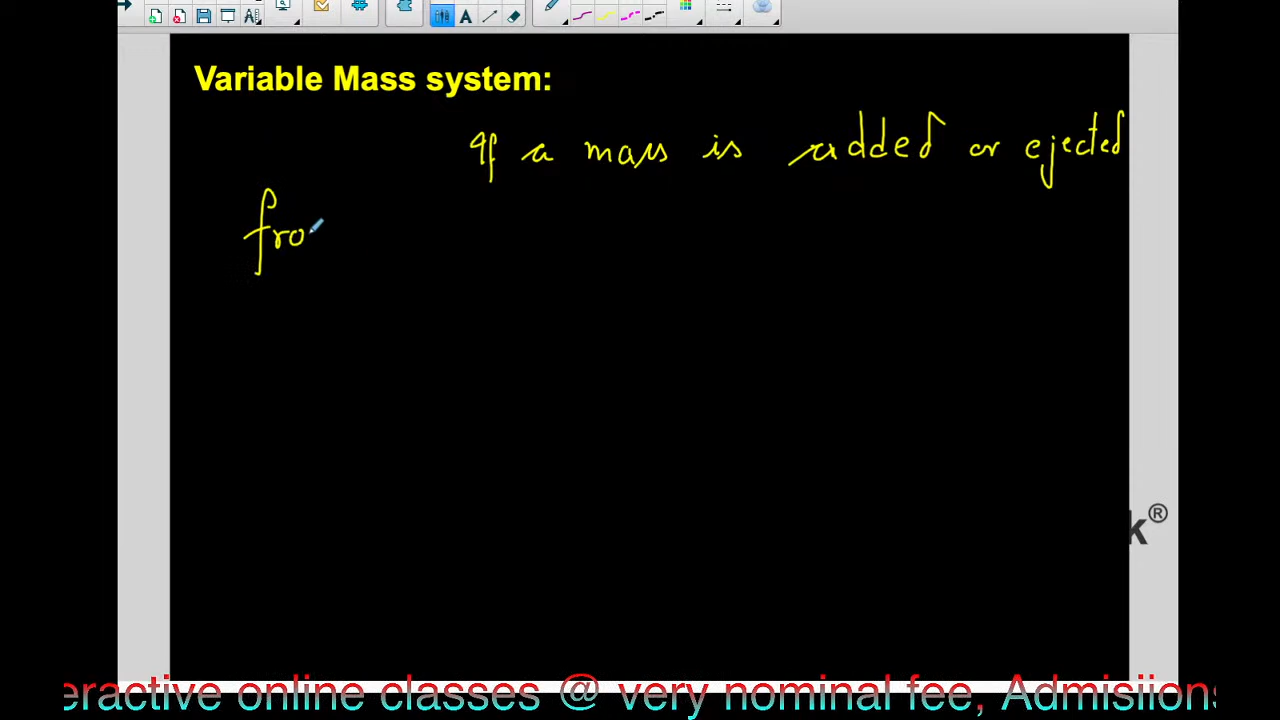 Variable Mass system:
If a mass is added or ejected
fro
k®
eractive online classes @ very nominal fee, Admisiions